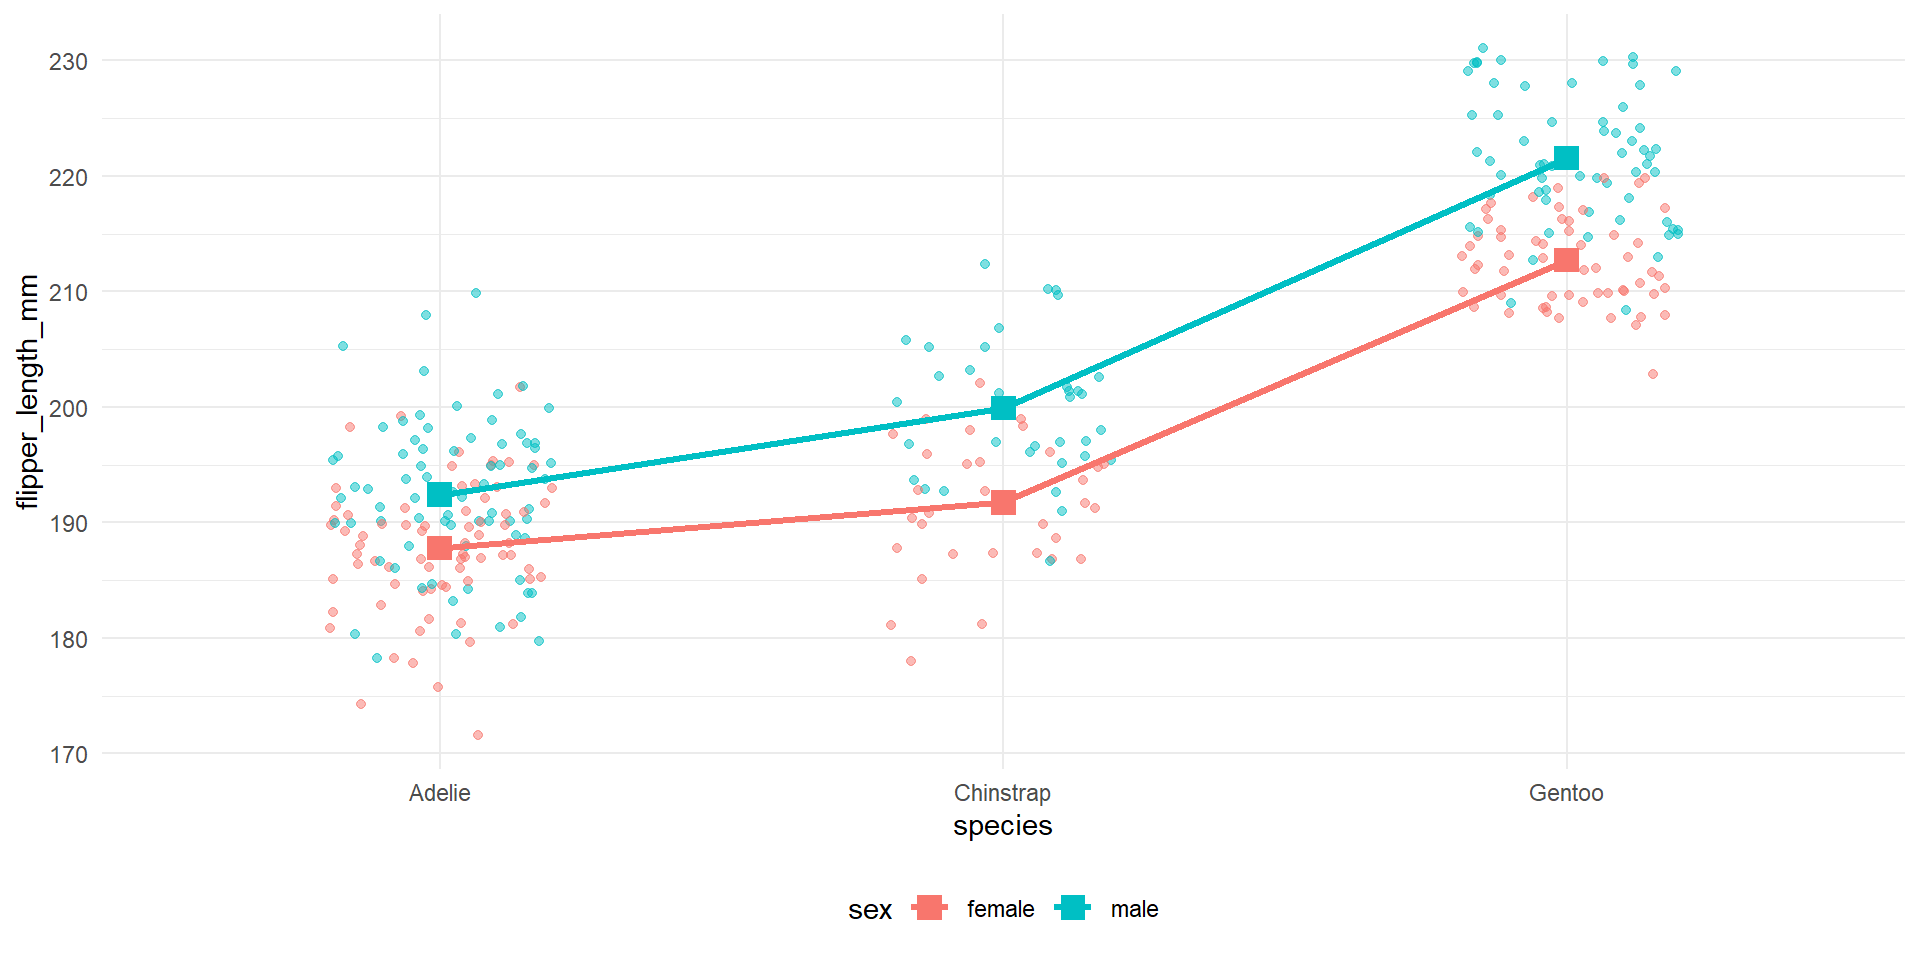 230
220
210
200
190
180
170
flipper_length_mm
Adelie Chinstrap Gentoo
species
sex female male